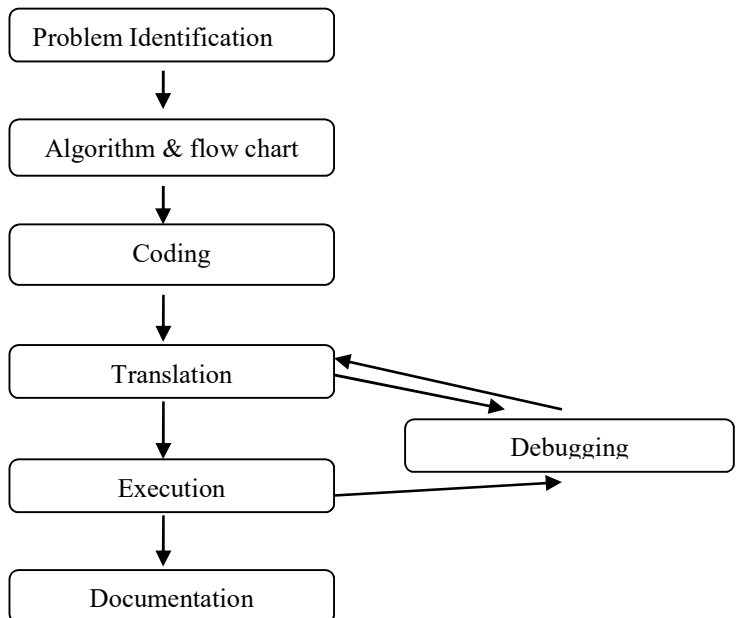 Problem Identification
Algorithm & flow chart
Coding
Translation
Debugging
Execution
Documentation